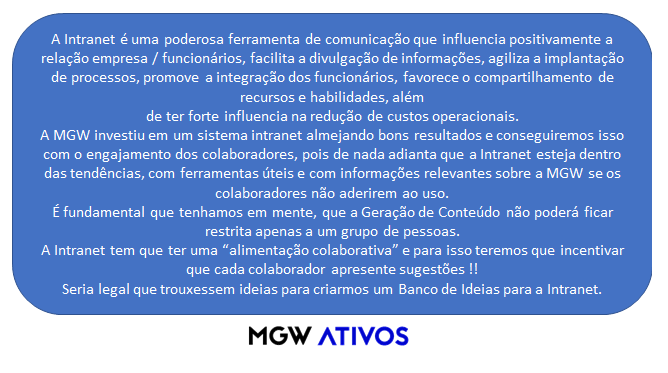 A Intranet é uma poderosa ferramenta de comunicação que influencia positivamente a
relação empresa / funcionários, facilita a divulgação de informações, agiliza a implantação
de processos, promove a integração dos funcionários, favorece o compartilhamento de
recursos e habilidades, além
de ter forte influencia na redução de custos operacionais.
A MGW investiu em um sistema intranet almejando bons resultados e conseguiremos isso
com o engajamento dos colaboradores, pois de nada adianta que a Intranet esteja dentro
das tendências, com ferramentas úteis e com informações relevantes sobre a MGW se os
colaboradores não aderirem ao uso.
É fundamental que tenhamos em mente, que a Geração de Conteúdo não poderá ficar
restrita apenas a um grupo de pessoas.
A Intranet tem que ter uma “alimentação colaborativa” e para isso teremos que incentivar
que cada colaborador apresente sugestões !!
Seria legal que trouxessem ideias para criarmos um Banco de Ideias para a Intranet.
MGW ATIVOS